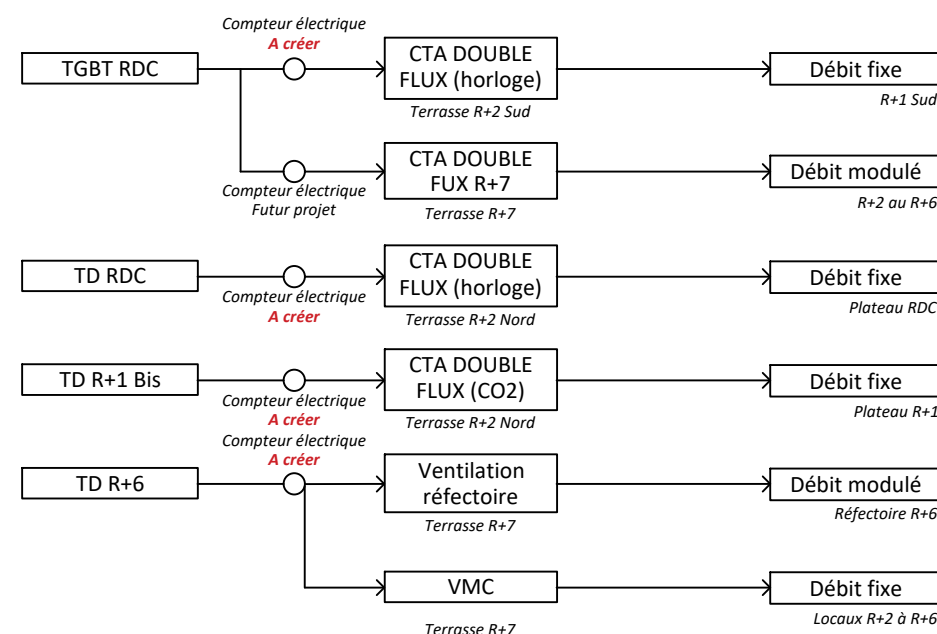 Compteur électrique
A créer
TGBT RDC
CTA DOUBLE
FLUX (horloge)
Terrasse R+2 Sud
Débit fixe
R+1 Sud
Compteur électrique
Futur projet
CTA DOUBLE
FUX R+7
Terrasse R+7
Débit modulé
R+2 au R+6
TD RDC
Compteur électrique
A créer
CTA DOUBLE
FLUX (horloge)
Terrasse R+2 Nord
Débit fixe
Plateau RDC
TD R+1 Bis
Compteur électrique
A créer
CTA DOUBLE
FLUX (CO2)
Terrasse R+2 Nord
Débit fixe
Plateau R+1
Compteur électrique
A créer
TD R+6
Ventilation
réfectoire
Terrasse R+7
Débit modulé
Réfectoire R+6
VMC
Terrasse R+7
Débit fixe
Locaux R+2 à R+6